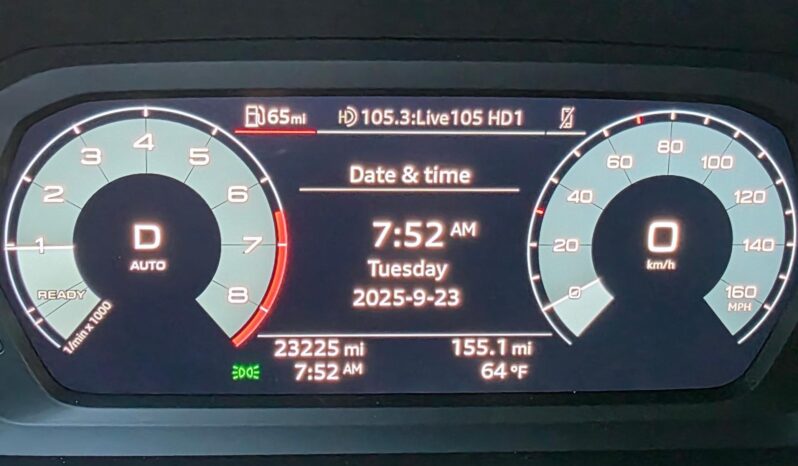 65mi
HD 105.3:Live105 HD1
Date & time
7:52 AM
Tuesday
2025-9-23
23225 mi
155.1 mi
7:52 AM
64 °F
READY
1
2
3
4
5
6
7
8
1/min x 1000
D
AUTO
0
20
40
60
80
100
120
140
160
MPH
0
km/h